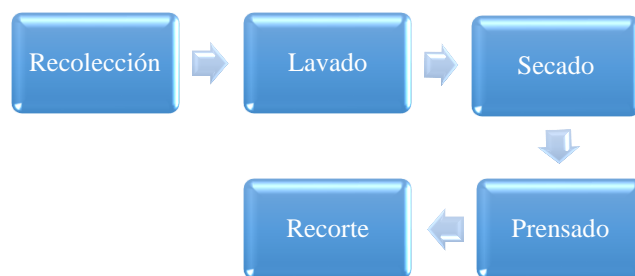 Recolección
Lavado
Secado
Prensado
Recorte